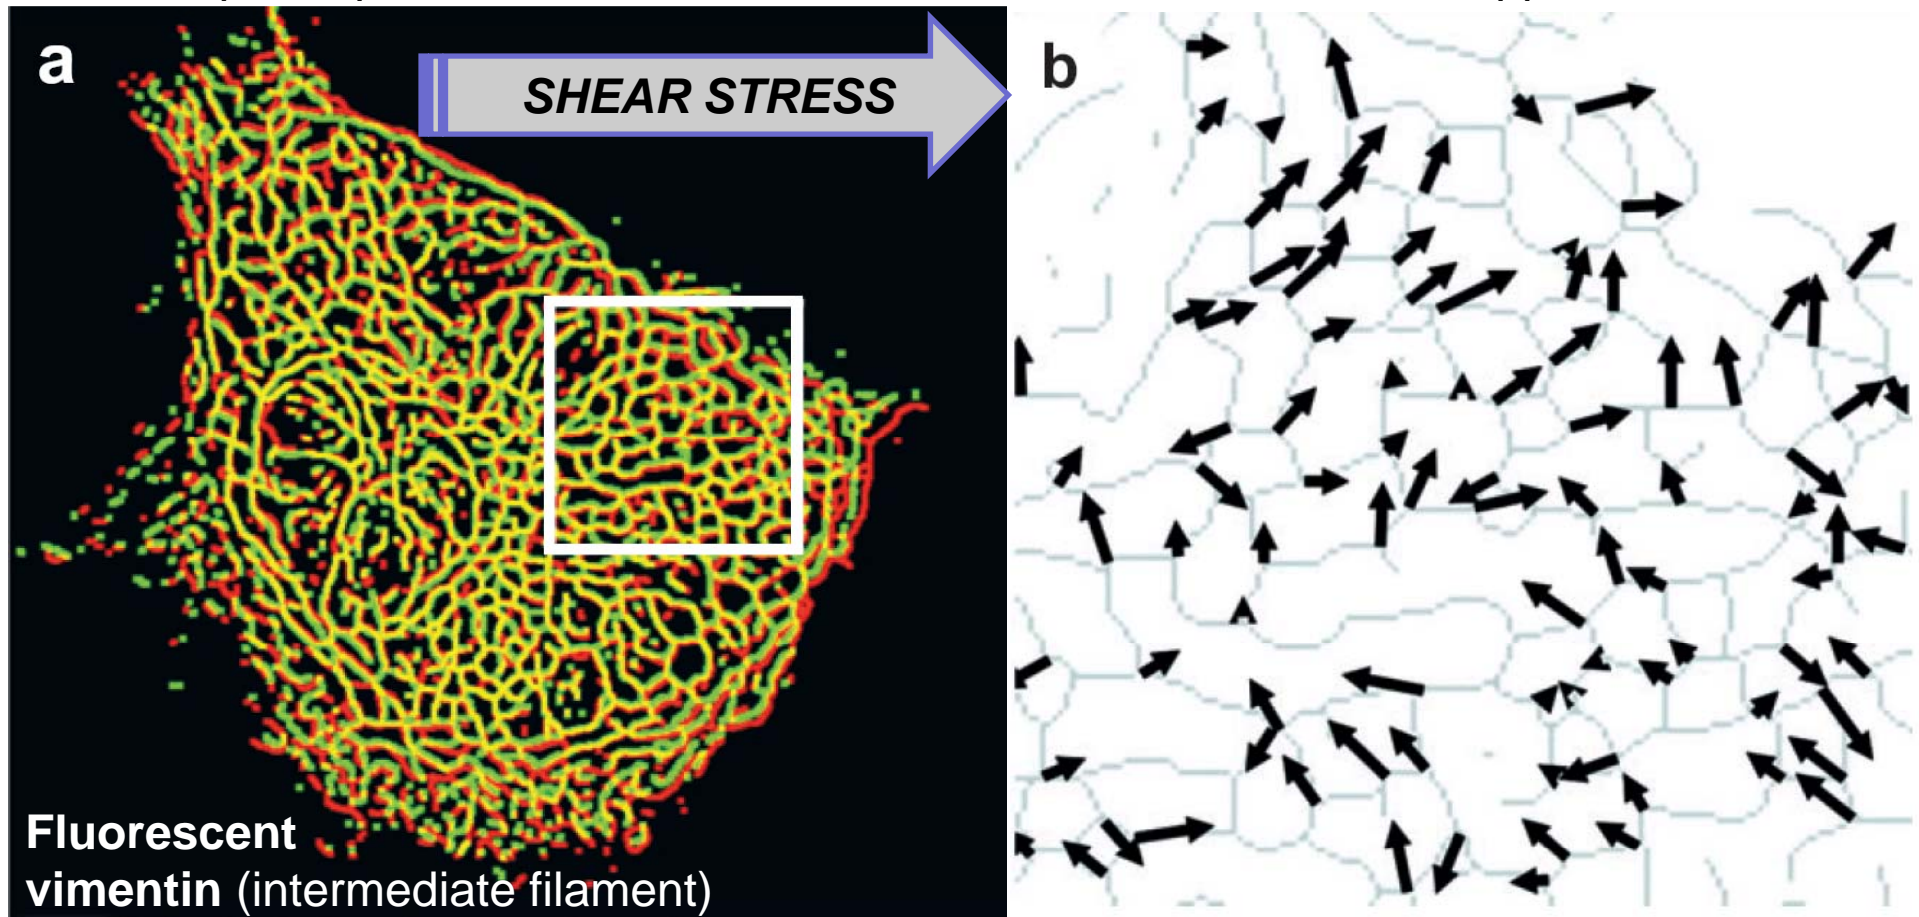 a
SHEAR STRESS
b
Fluorescent
vimentin (intermediate filament)